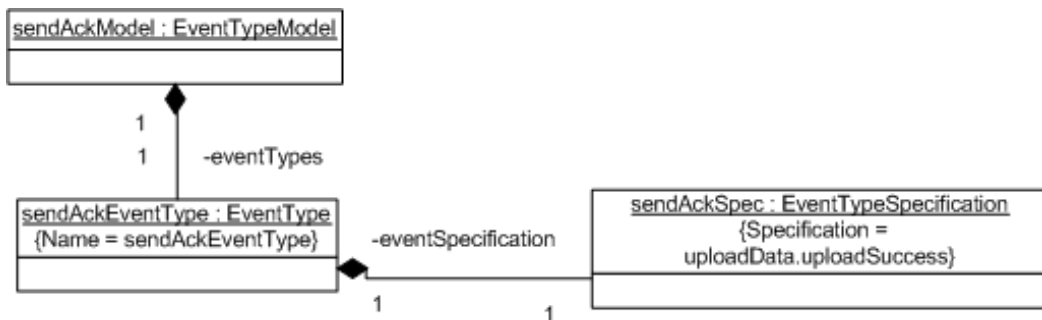 sendAckModel : EventTypeModel
1
1
-eventTypes
sendAckEventType : EventType
{Name = sendAckEventType}
-eventSpecification
1
1
sendAckSpec : EventTypeSpecification
{Specification =
uploadData.uploadSuccess}